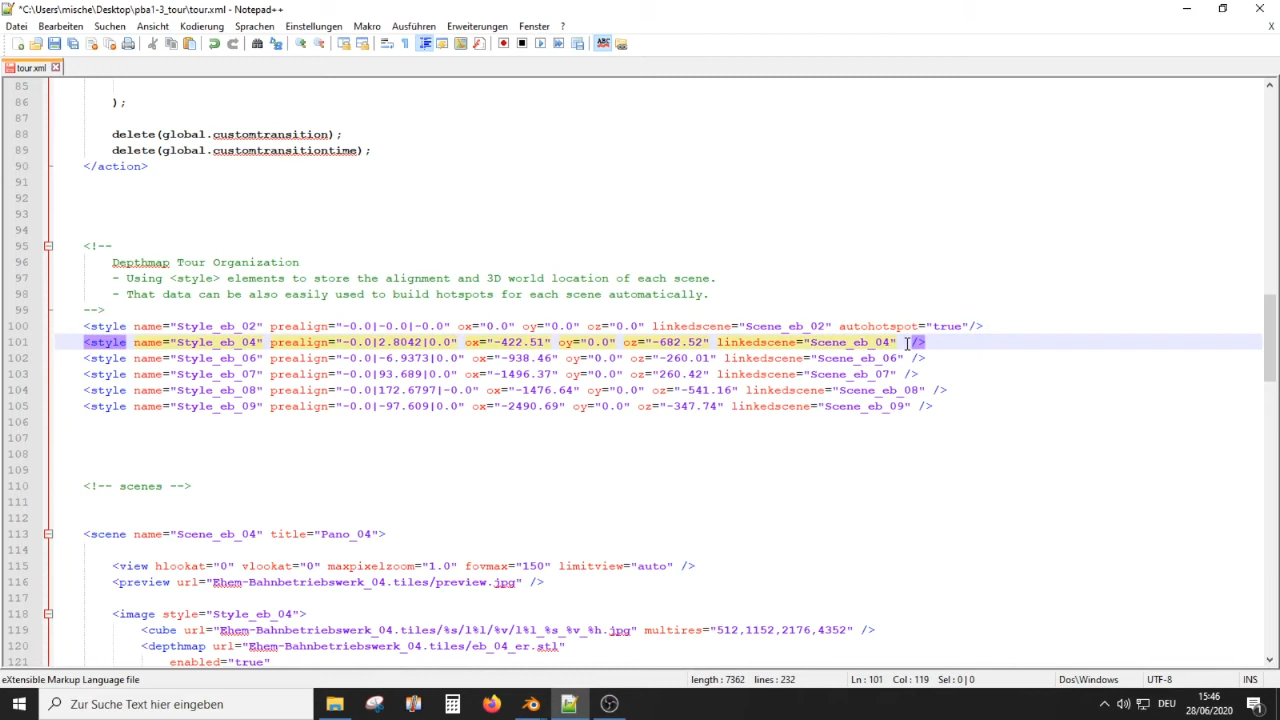 *C:\Users\mische\Desktop\pba1-3_tour\tour.xml - Notepad++
Datei Bearbeiten Suchen Ansicht Kodierung Sprachen Einstellungen Makro Ausführen Erweiterungen Fenster ? X
tour.xml
85
86 );
87
88 delete(global.customtransition);
89 delete(global.customtransitiontime);
90 </action>
91
92
93
94
95 <!--
96 Depthmap Tour Organization
97 - Using <style> elements to store the alignment and 3D world location of each scene.
98 - That data can be also easily used to build hotspots for each scene automatically.
99 -->
100 <style name="Style_eb_02" prealign="-0.0|-0.0|-0.0" ox="0.0" oy="0.0" oz="0.0" linkedscene="Scene_eb_02" autohotspot="true"/>
101 <style name="Style_eb_04" prealign="-0.0|2.8042|0.0" ox="-422.51" oy="0.0" oz="-682.52" linkedscene="Scene_eb_04" />
102 <style name="Style_eb_06" prealign="-0.0|-6.9373|0.0" ox="-938.46" oy="0.0" oz="-260.01" linkedscene="Scene_eb_06" />
103 <style name="Style_eb_07" prealign="-0.0|93.689|0.0" ox="-1496.37" oy="0.0" oz="260.42" linkedscene="Scene_eb_07" />
104 <style name="Style_eb_08" prealign="-0.0|172.6797|-0.0" ox="-1476.64" oy="0.0" oz="-541.16" linkedscene="Scene_eb_08" />
105 <style name="Style_eb_09" prealign="-0.0|-97.609|0.0" ox="-2490.69" oy="0.0" oz="-347.74" linkedscene="Scene_eb_09" />
106
107
108
109
110 <!-- scenes -->
111
112
113 <scene name="Scene_eb_04" title="Pano_04">
114
115 <view hlookat="0" vlookat="0" maxpixelzoom="1.0" fovmax="150" limitview="auto" />
116 <preview url="Ehem-Bahnbetriebswerk_04.tiles/preview.jpg" />
117
118 <image style="Style_eb_04">
119 <cube url="Ehem-Bahnbetriebswerk_04.tiles/%s/l%l/%v/l%l_%s_%v_%h.jpg" multires="512,1152,2176,4352" />
120 <depthmap url="Ehem-Bahnbetriebswerk_04.tiles/eb_04_er.stl"
121 enabled="true"
eXtensible Markup Language file length : 7362 lines : 232 Ln : 101 Col : 119 Sel : 0 | 0 Dos\Windows UTF-8 INS
Zur Suche Text hier eingeben DEU 15:46
28/06/2020 1